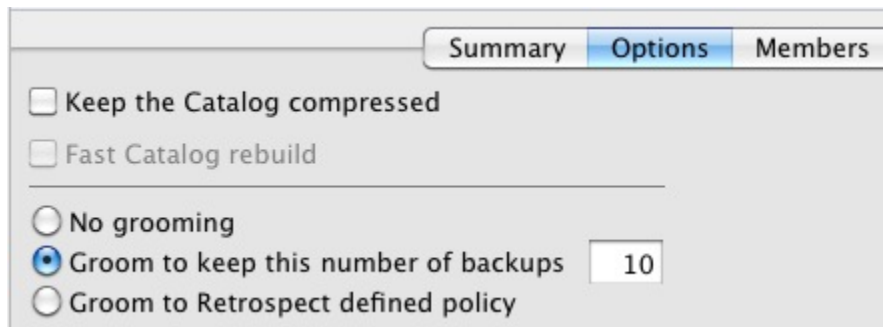 Summary Options Members
Keep the Catalog compressed
Fast Catalog rebuild
No grooming
Groom to keep this number of backups 10
Groom to Retrospect defined policy